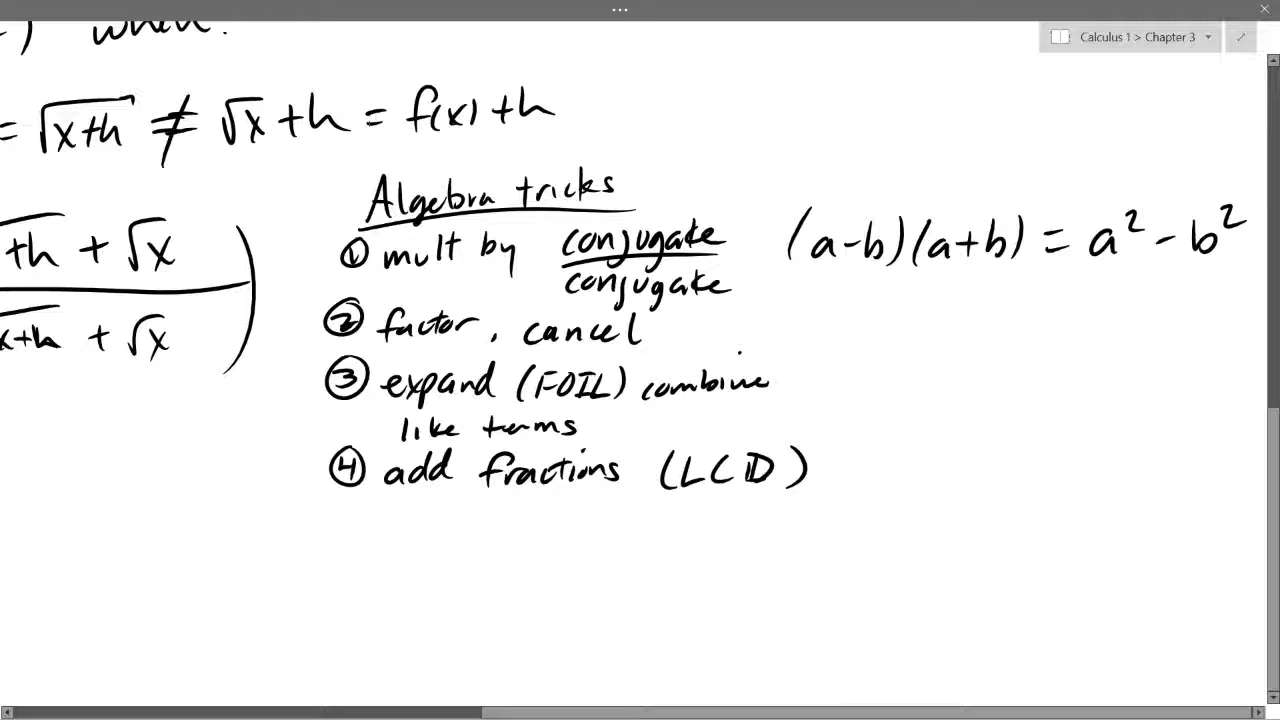 ) when.
Calculus 1 > Chapter 3
= √x+h ≠ √x + h = f(x) + h
Algebra tricks
+h + √x
x+h + √x
① mult by conjugate
conjugate
(a-b)(a+b) = a² - b²
② factor, cancel
③ expand (FOIL) combine
like terms
④ add fractions (LCD)